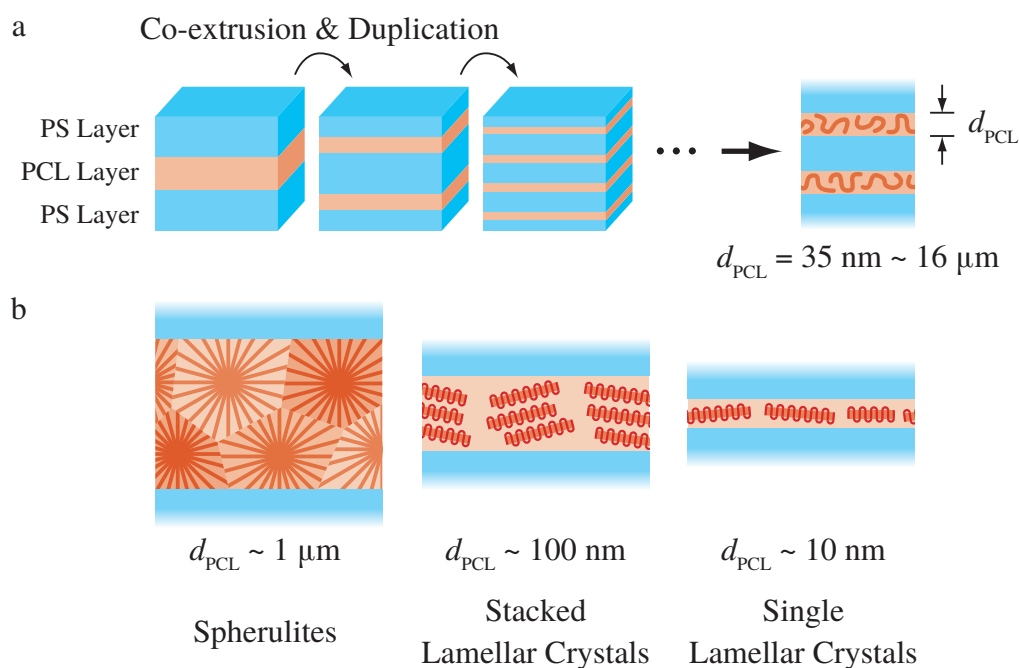 a
Co-extrusion & Duplication
PS Layer
PCL Layer
PS Layer
•••
d_PCL
d_PCL = 35 nm ~ 16 µm
b
d_PCL ~ 1 µm
d_PCL ~ 100 nm
d_PCL ~ 10 nm
Spherulites
Stacked
Lamellar Crystals
Single
Lamellar Crystals